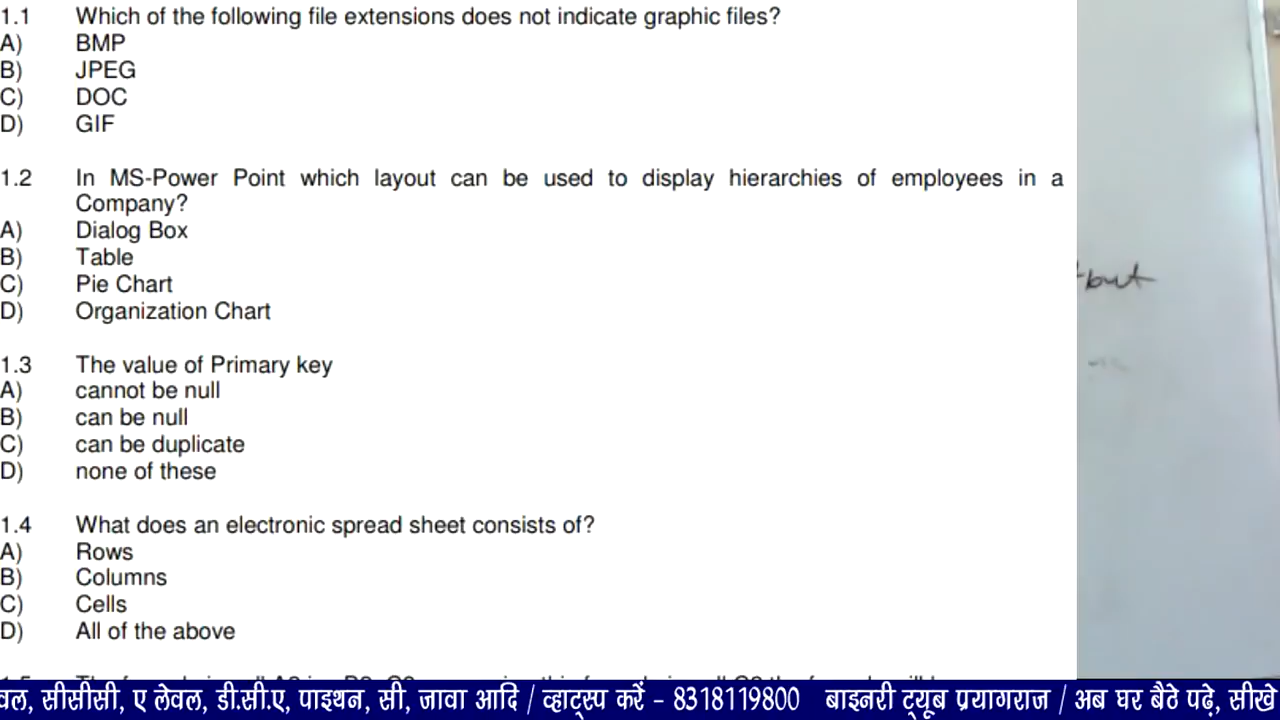 1.1 Which of the following file extensions does not indicate graphic files?
A) BMP
B) JPEG
C) DOC
D) GIF
1.2 In MS-Power Point which layout can be used to display hierarchies of employees in a
Company?
A) Dialog Box
B) Table
C) Pie Chart
D) Organization Chart
1.3 The value of Primary key
A) cannot be null
B) can be null
C) can be duplicate
D) none of these
1.4 What does an electronic spread sheet consists of?
A) Rows
B) Columns
C) Cells
D) All of the above
वल, सीसीसी, ए लेवल, डी.सी.ए, पाइथन, सी, जावा आदि / व्हाट्स्प करें - 8318119800 बाइनरी ट्यूब प्रयागराज / अब घर बैठे पढ़े, सीखे